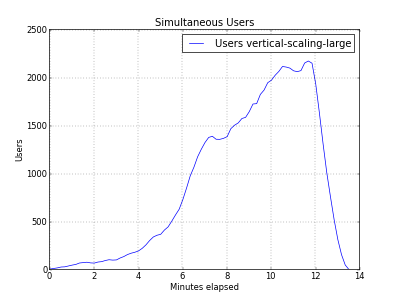 Simultaneous Users
2500
Users vertical-scaling-large
2000
1500
Users
1000
500
0
0 2 4 6 8 10 12 14
Minutes elapsed